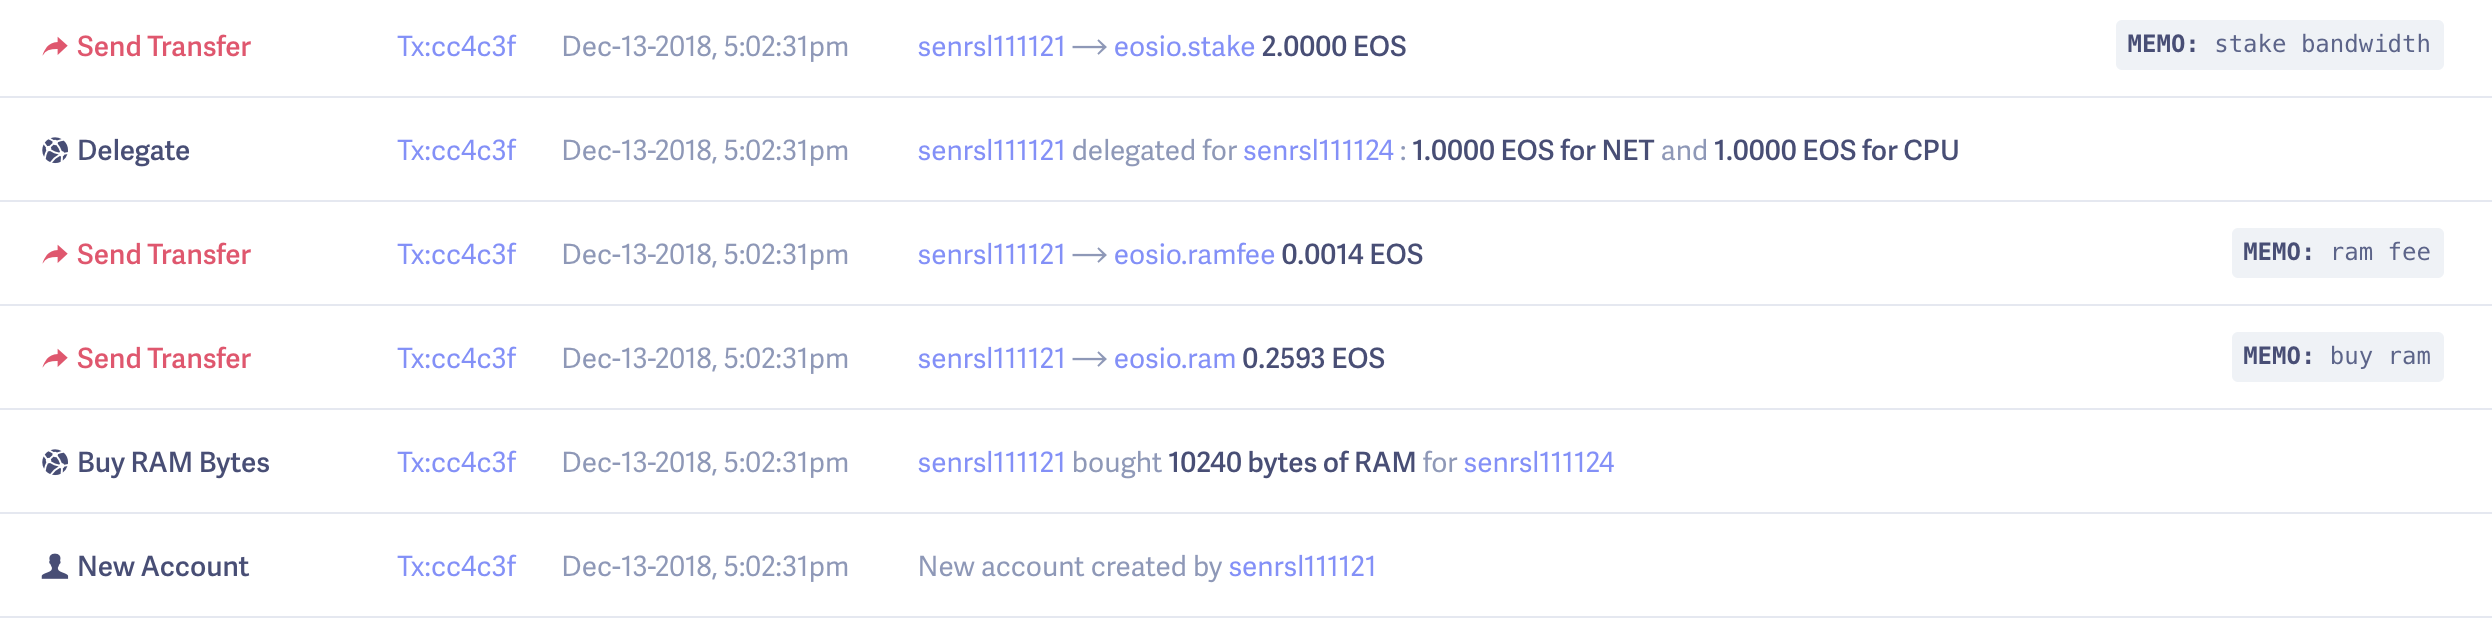 Send Transfer Tx:cc4c3f Dec-13-2018, 5:02:31pm senrsl111121 → eosio.stake 2.0000 EOS MEMO: stake bandwidth
Delegate Tx:cc4c3f Dec-13-2018, 5:02:31pm senrsl111121 delegated for senrsl111124 : 1.0000 EOS for NET and 1.0000 EOS for CPU
Send Transfer Tx:cc4c3f Dec-13-2018, 5:02:31pm senrsl111121 → eosio.ramfee 0.0014 EOS MEMO: ram fee
Send Transfer Tx:cc4c3f Dec-13-2018, 5:02:31pm senrsl111121 → eosio.ram 0.2593 EOS MEMO: buy ram
Buy RAM Bytes Tx:cc4c3f Dec-13-2018, 5:02:31pm senrsl111121 bought 10240 bytes of RAM for senrsl111124
New Account Tx:cc4c3f Dec-13-2018, 5:02:31pm New account created by senrsl111121